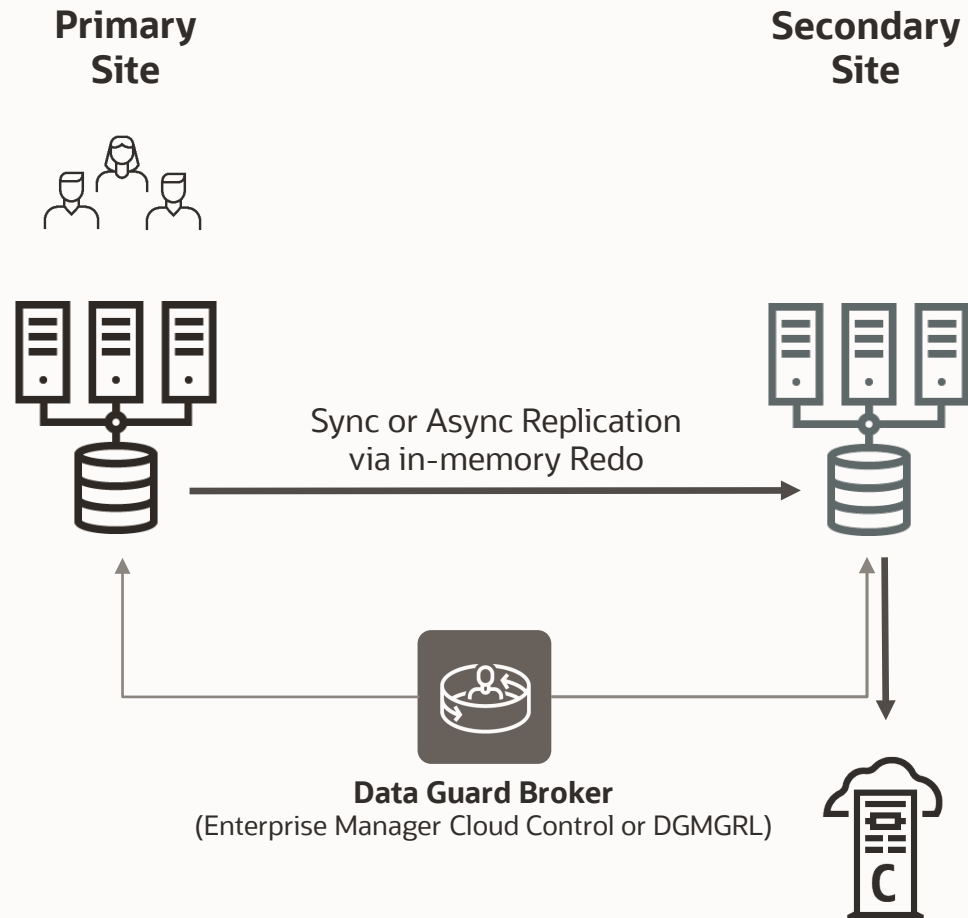 Primary
Site
Secondary
Site
Sync or Async Replication
via in-memory Redo
Data Guard Broker
(Enterprise Manager Cloud Control or DGMGRL)
C